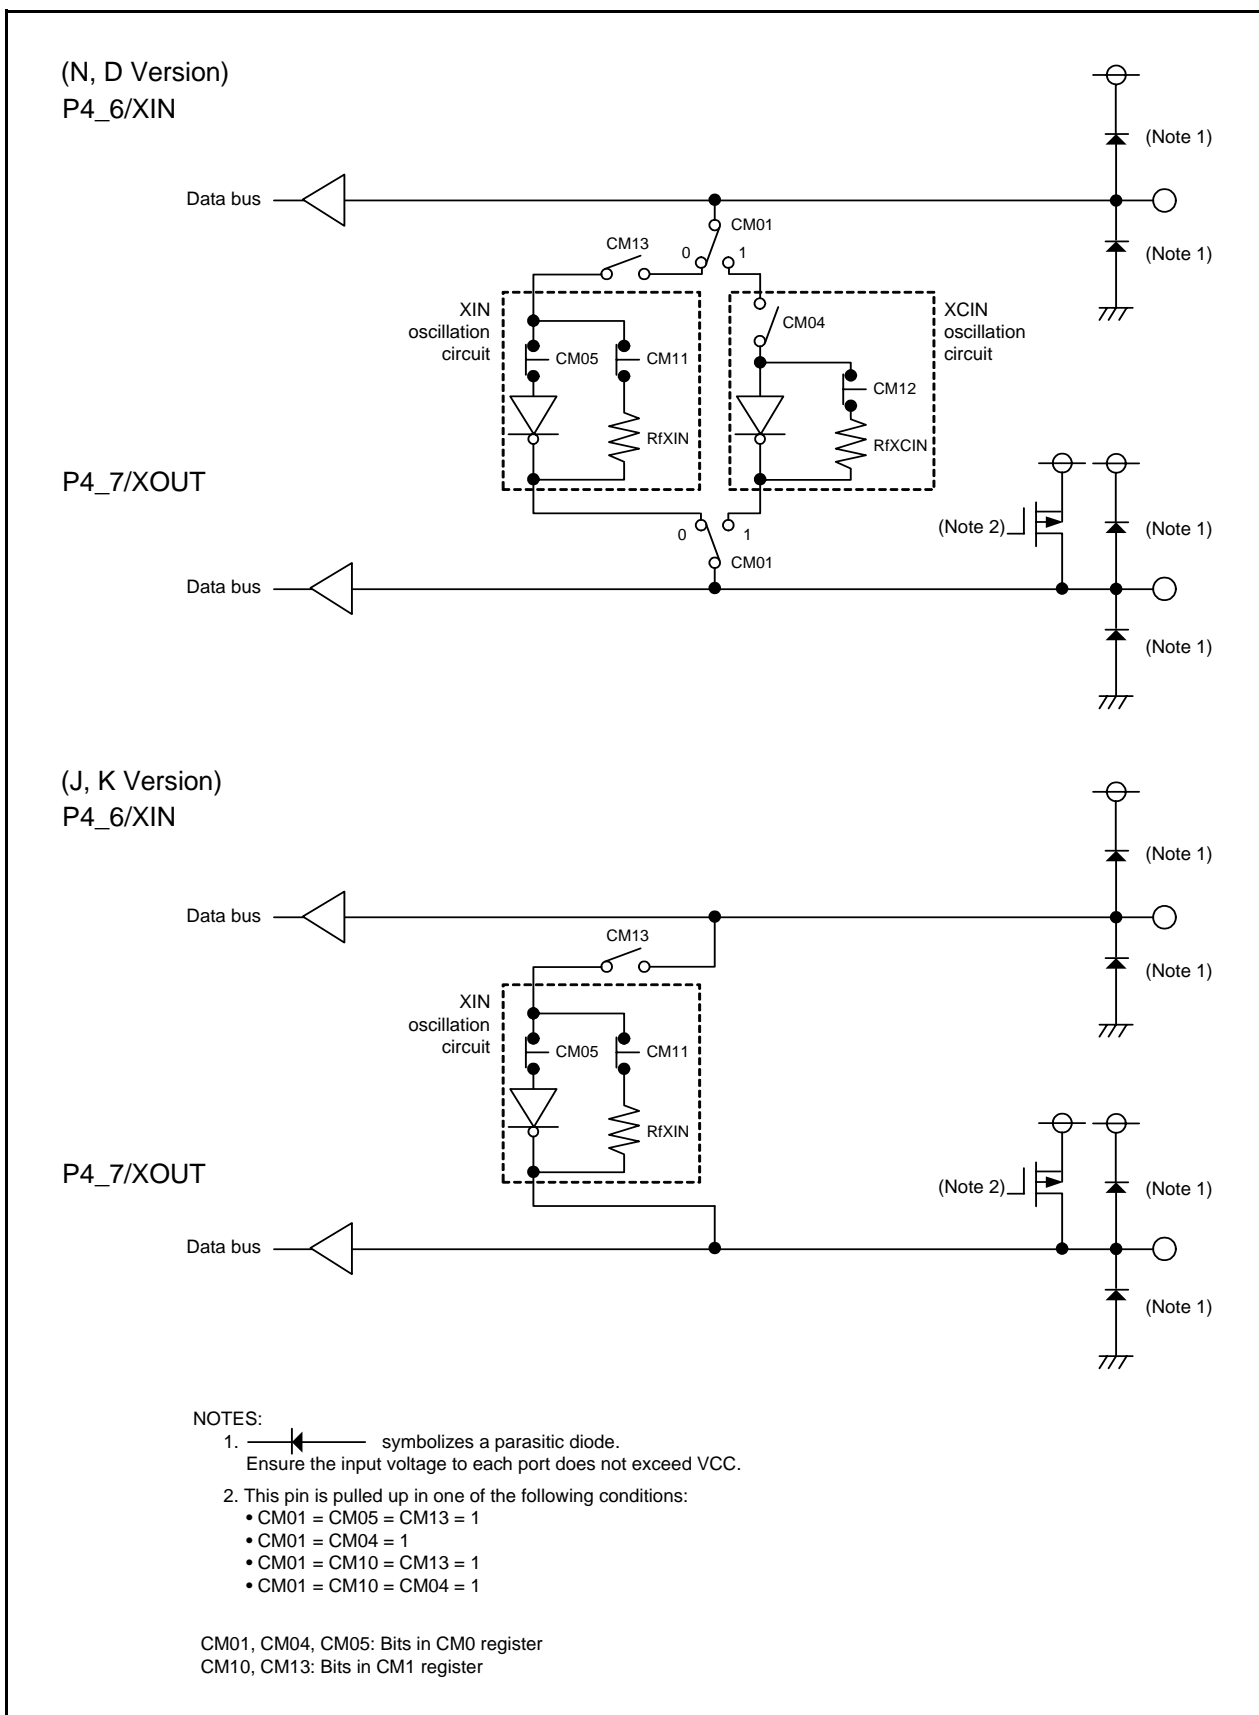 (N, D Version)
P4_6/XIN
(Note 1)
Data bus
CM01
(Note 1)
CM13
0
1
XIN
oscillation
circuit
CM04
XCIN
oscillation
circuit
CM05
CM11
CM12
RfXIN
RfXCIN
P4_7/XOUT
0
1
(Note 2)
(Note 1)
CM01
Data bus
(Note 1)
(J, K Version)
P4_6/XIN
(Note 1)
Data bus
CM13
(Note 1)
XIN
oscillation
circuit
CM05
CM11
RfXIN
P4_7/XOUT
(Note 2)
(Note 1)
Data bus
(Note 1)
NOTES:
1. symbolizes a parasitic diode.
Ensure the input voltage to each port does not exceed VCC.
2. This pin is pulled up in one of the following conditions:
• CM01 = CM05 = CM13 = 1
• CM01 = CM04 = 1
• CM01 = CM10 = CM13 = 1
• CM01 = CM10 = CM04 = 1
CM01, CM04, CM05: Bits in CM0 register
CM10, CM13: Bits in CM1 register